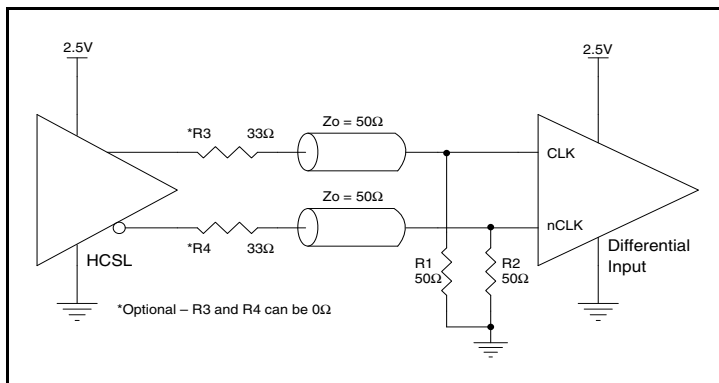 2.5V
2.5V
*R3 33Ω
Zo = 50Ω
CLK
*R4 33Ω
Zo = 50Ω
nCLK
HCSL
R1
50Ω
R2
50Ω
Differential
Input
*Optional – R3 and R4 can be 0Ω